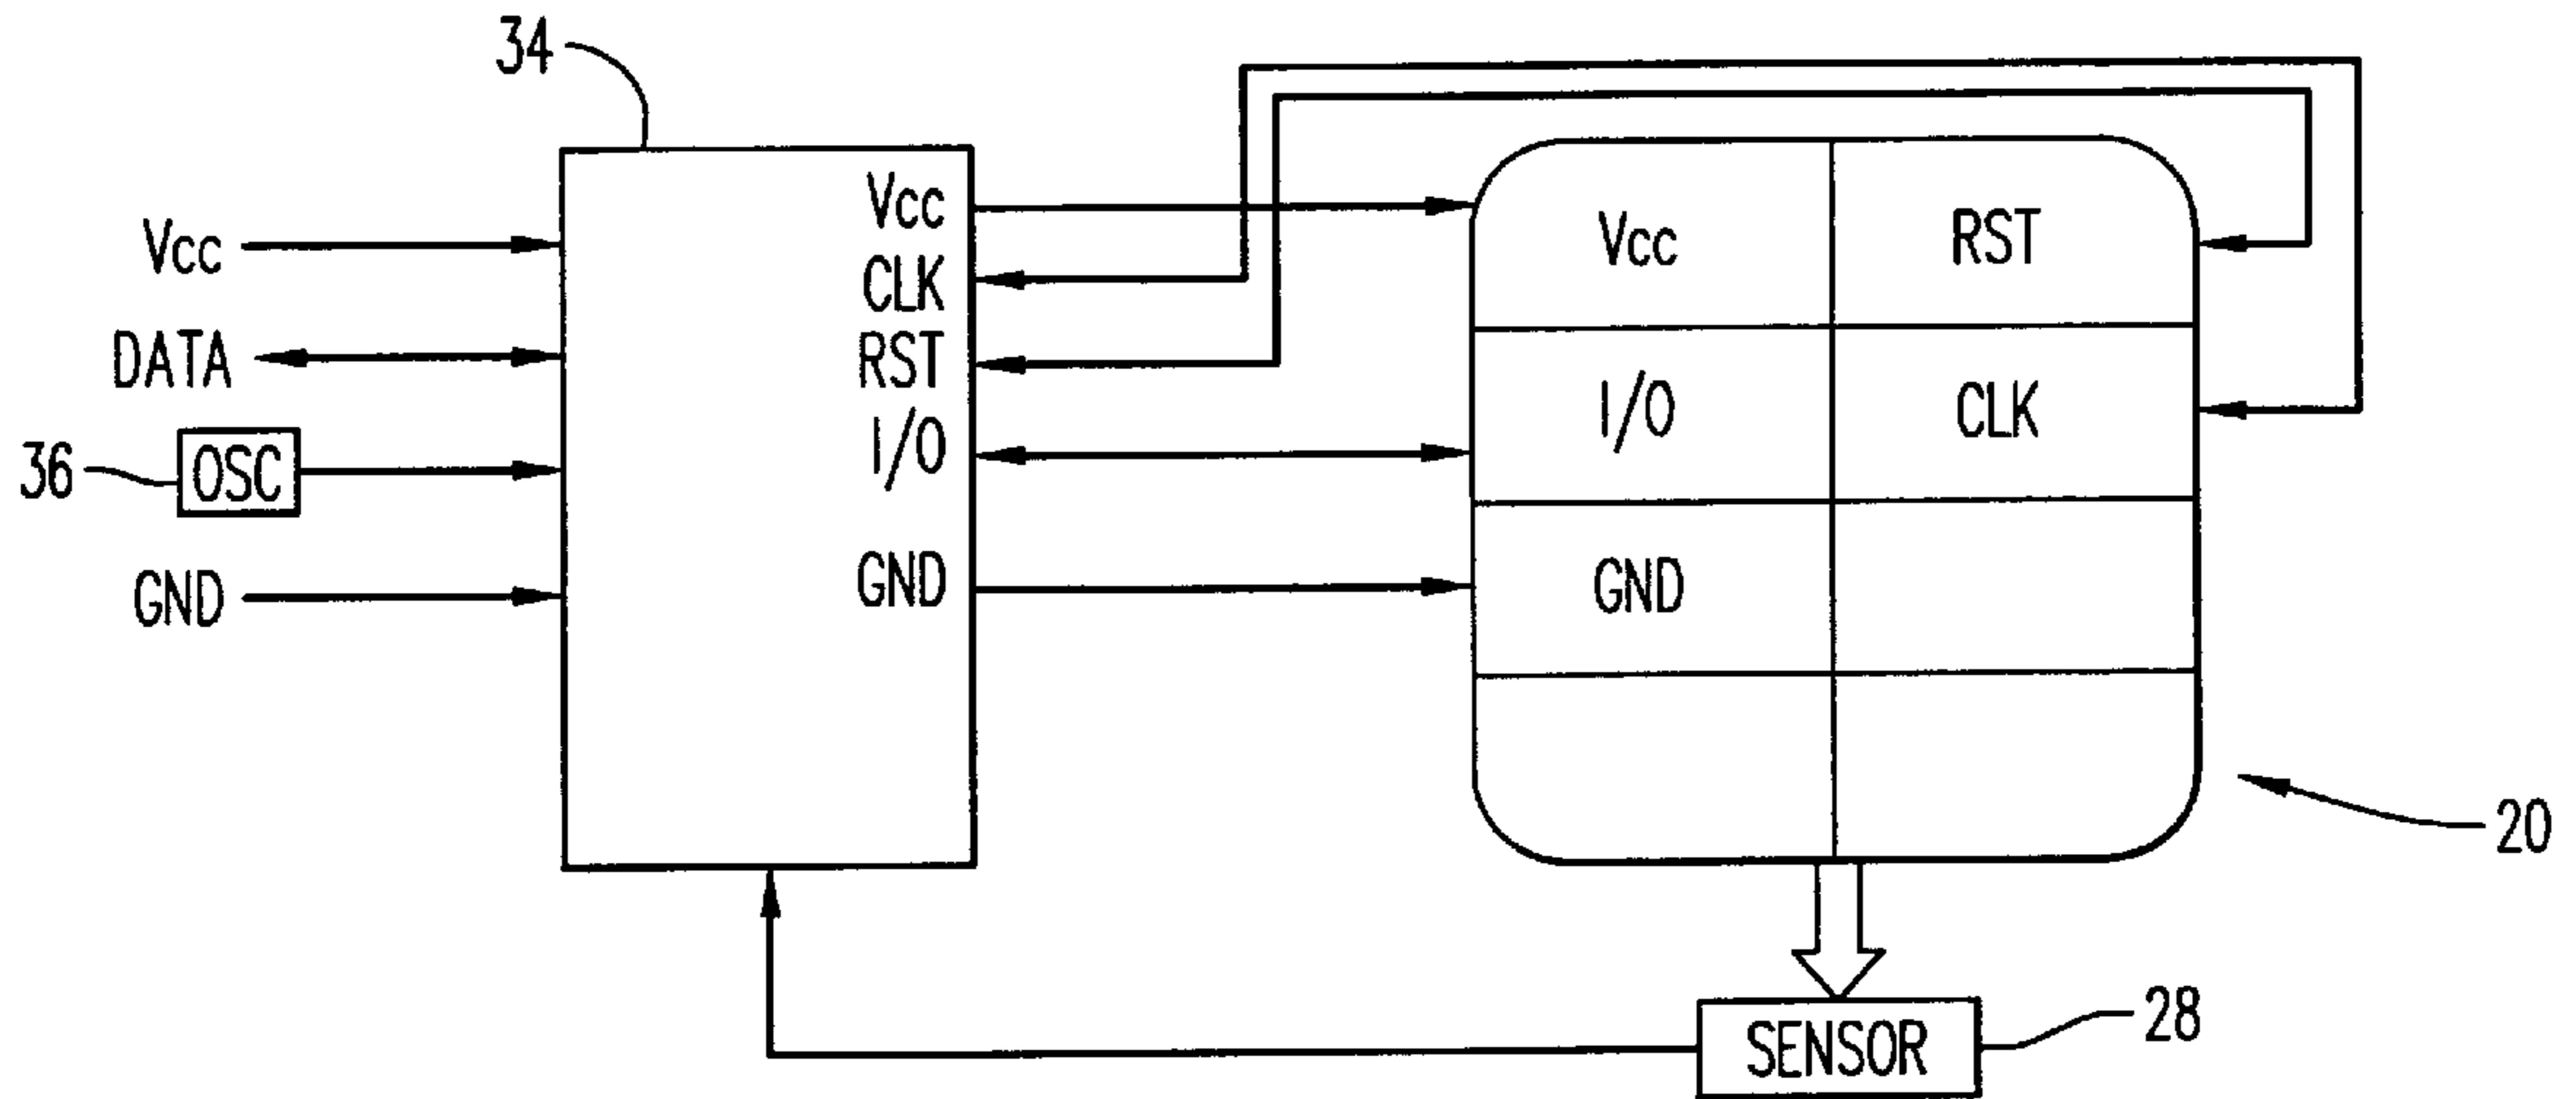 34
Vcc
DATA
36
OSC
GND
Vcc
CLK
RST
I/O
GND
Vcc
RST
I/O
CLK
GND
20
SENSOR
28